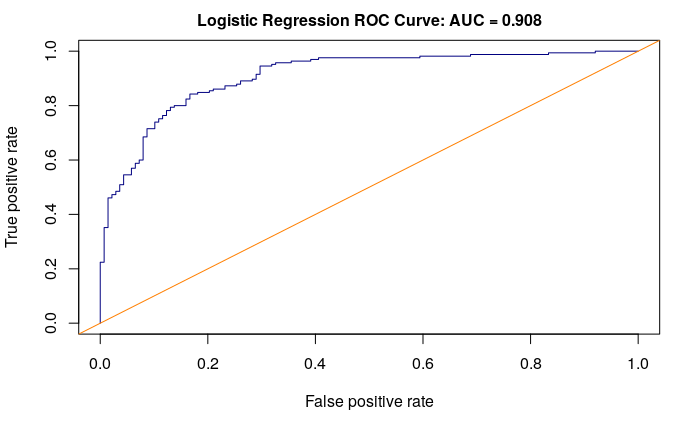 Logistic Regression ROC Curve: AUC = 0.908
True positive rate
1.0
0.8
0.6
0.4
0.2
0.0
0.0 0.2 0.4 0.6 0.8 1.0
False positive rate